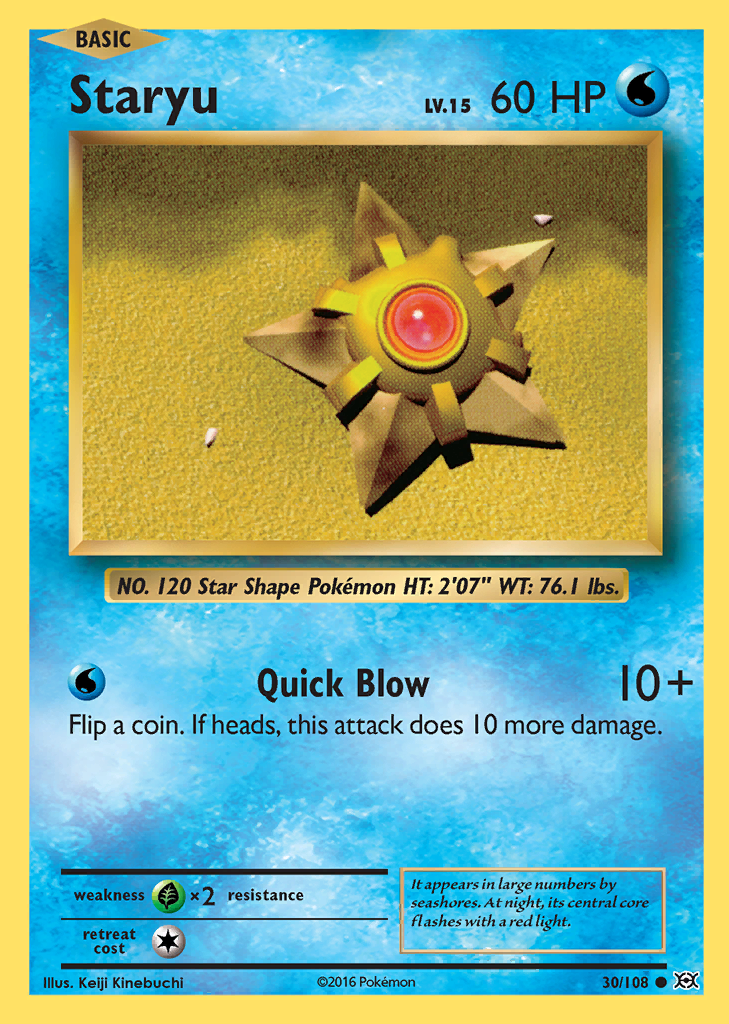 BASIC
Staryu
LV.15 60 HP
NO. 120 Star Shape Pokémon HT: 2'07" WT: 76.1 lbs.
Quick Blow 10+
Flip a coin. If heads, this attack does 10 more damage.
weakness ×2 resistance
retreat
cost
It appears in large numbers by
seashores. At night, its central core
flashes with a red light.
Illus. Keiji Kinebuchi
©2016 Pokémon
30/108